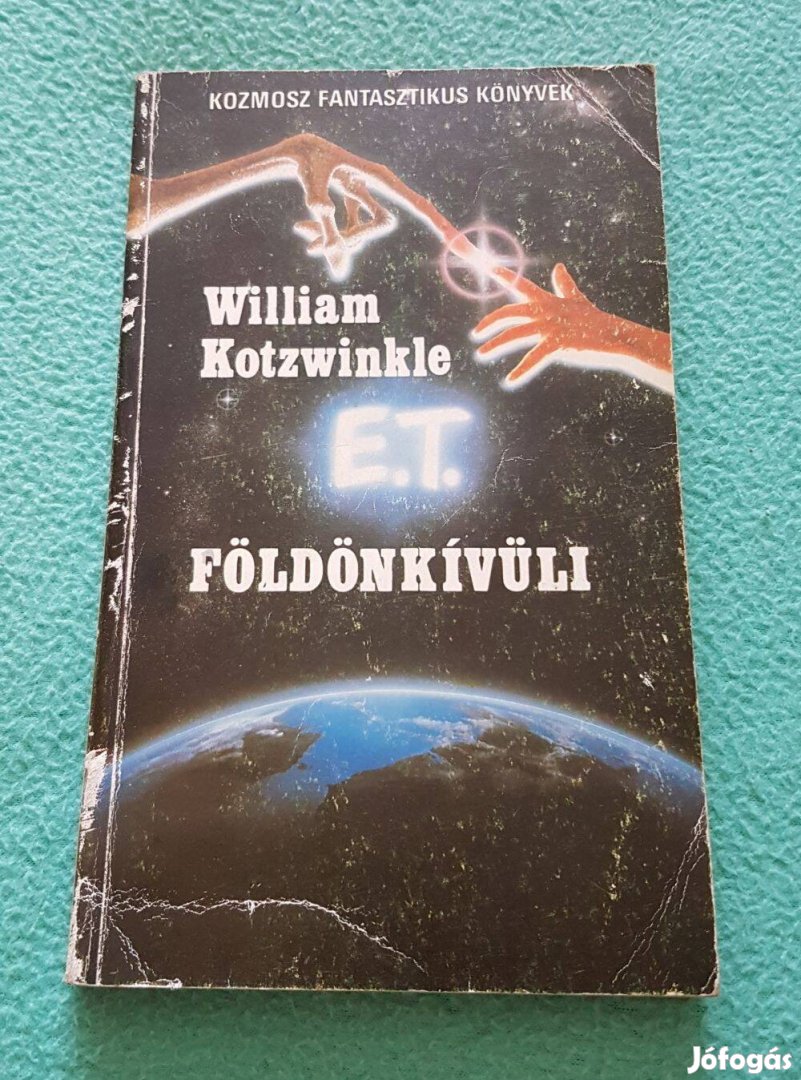 KOZMOSZ FANTASZTIKUS KÖNYVEK
William
Kotzwinkle
E.T.
FÖLDÖNKÍVÜLI
Jófogás